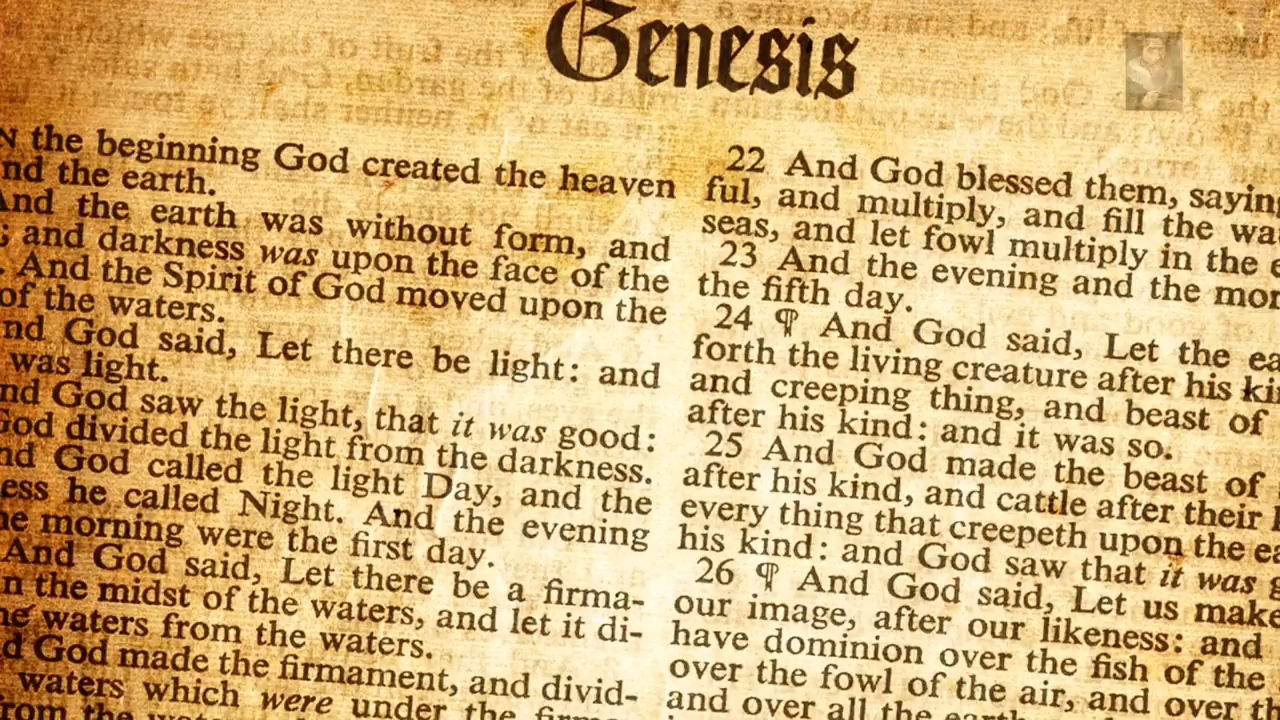 Genesis
N the beginning God created the heaven
nd the earth.
And the earth was without form, and
; and darkness was upon the face of the
. And the Spirit of God moved upon the
of the waters.
nd God said, Let there be light: and
was light.
nd God saw the light, that it was good:
God divided the light from the darkness.
nd God called the light Day, and the
ess he called Night. And the evening
he morning were the first day.
And God said, Let there be a firma-
n the midst of the waters, and let it di-
he waters from the waters.
d God made the firmament, and divid-
waters which were under the firma
from the
22 And God blessed them, saying
ful, and multiply, and fill the wa
seas, and let fowl multiply in the e
23 And the evening and the mor
the fifth day.
24 ¶ And God said, Let the ea
forth the living creature after his ki
and creeping thing, and beast of
after his kind: and it was so.
25 And God made the beast of
after his kind, and cattle after their
every thing that creepeth upon the ea
his kind: and God saw that it was g
26 ¶ And God said, Let us make
our image, after our likeness: and
have dominion over the fish of the
over the fowl of the air, and over th
and over all the earth